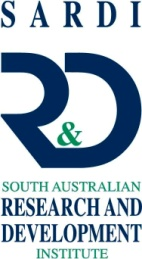 SARDI
R&D
SOUTH AUSTRALIAN
RESEARCH AND
DEVELOPMENT
INSTITUTE